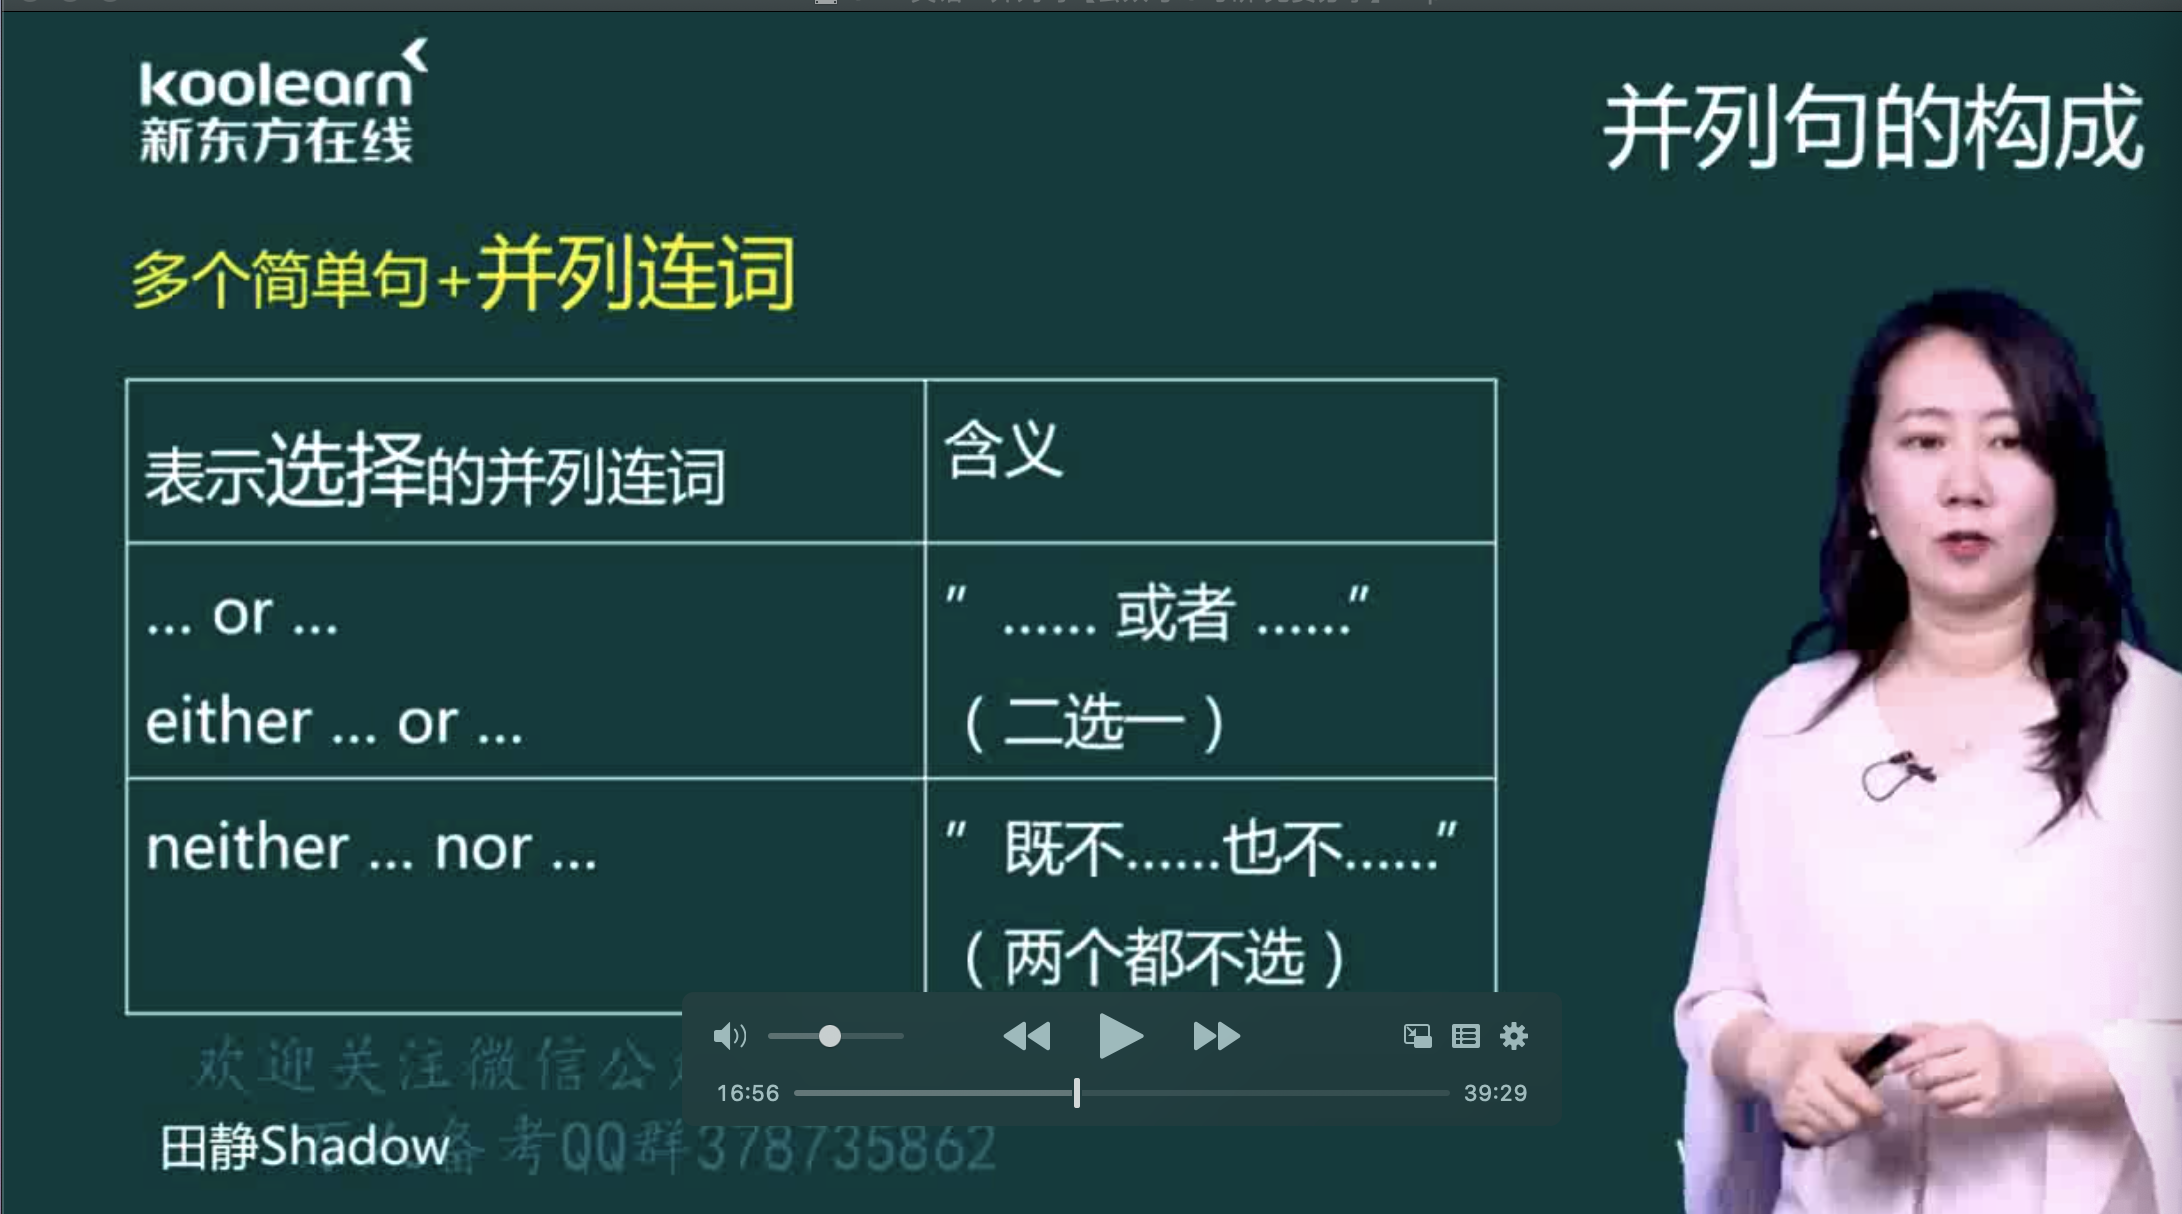 koolearn
新东方在线
并列句的构成
多个简单句+并列连词
表示选择的并列连词
含义
... or ...
either ... or ...
" ...... 或者 ......"
（二选一）
neither ... nor ...
" 既不......也不......"
（两个都不选）
欢迎关注微信公
16:56
39:29
田静Shadow
备考QQ群378735862